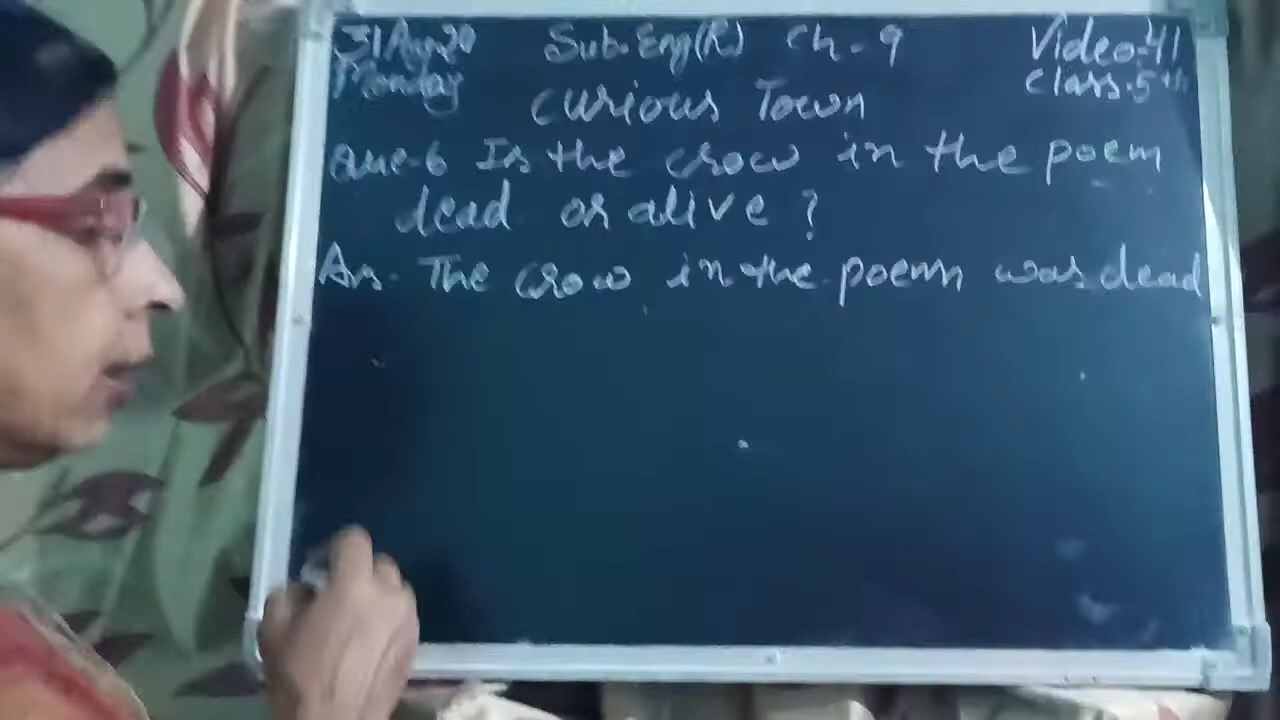 31 Aug 20 Sub. Eng(R) Ch - 9 Video-41
Monday Class.5th
Curious Town
Que-6 Is the crow in the poem
dead or alive ?
Ans- The crow in the poem was dead